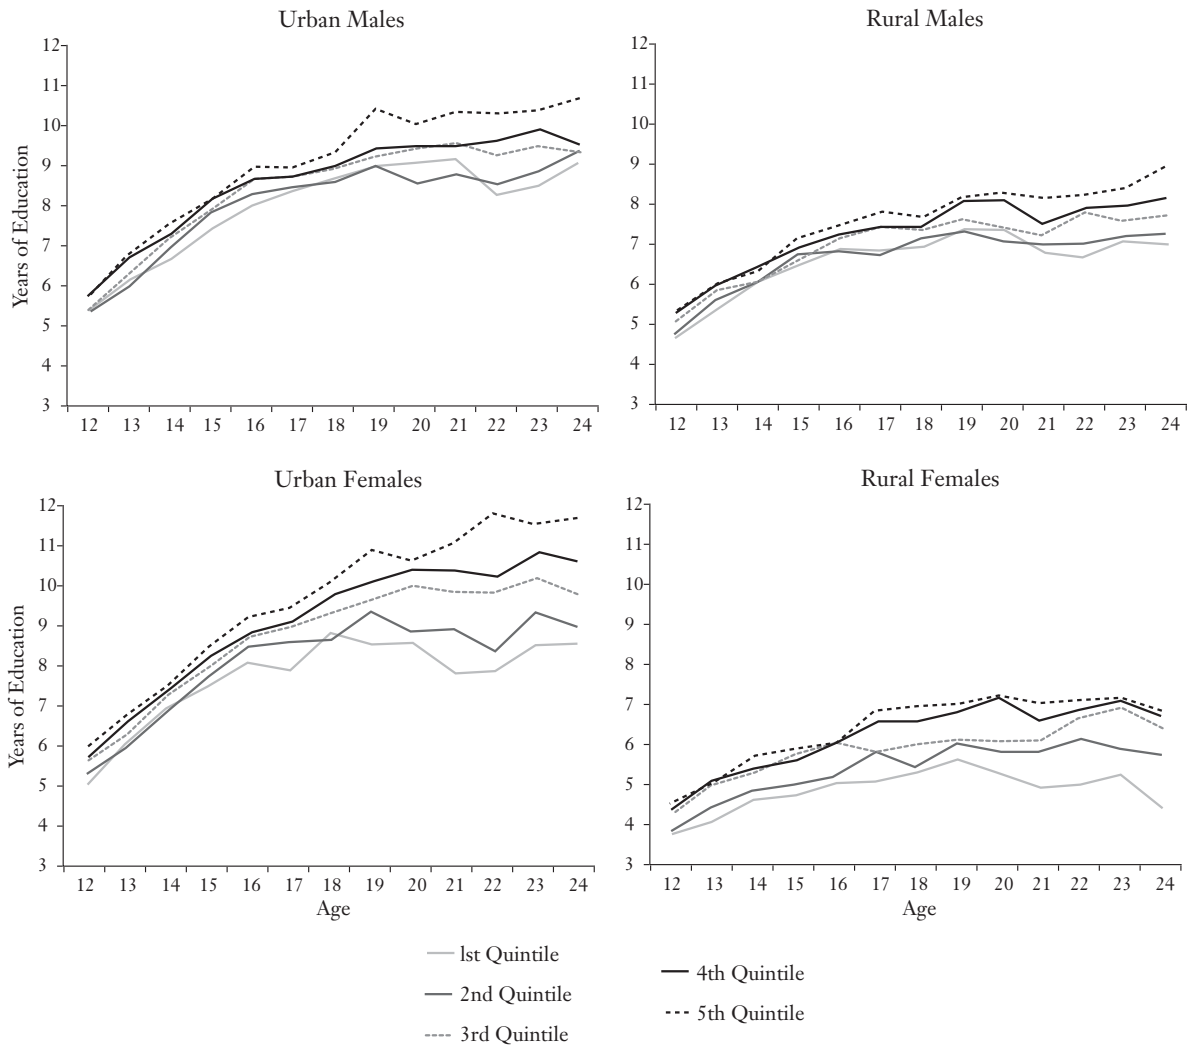 Urban Males
Years of Education
12
11
10
9
8
7
6
5
4
3
12 13 14 15 16 17 18 19 20 21 22 23 24
Rural Males
12
11
10
9
8
7
6
5
4
3
12 13 14 15 16 17 18 19 20 21 22 23 24
Urban Females
Years of Education
12
11
10
9
8
7
6
5
4
3
12 13 14 15 16 17 18 19 20 21 22 23 24
Age
Rural Females
12
11
10
9
8
7
6
5
4
3
12 13 14 15 16 17 18 19 20 21 22 23 24
Age
lst Quintile
2nd Quintile
3rd Quintile
4th Quintile
5th Quintile